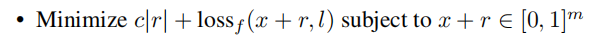 • Minimize c|r| + loss_f(x + r, l) subject to x + r ∈ [0, 1]^m